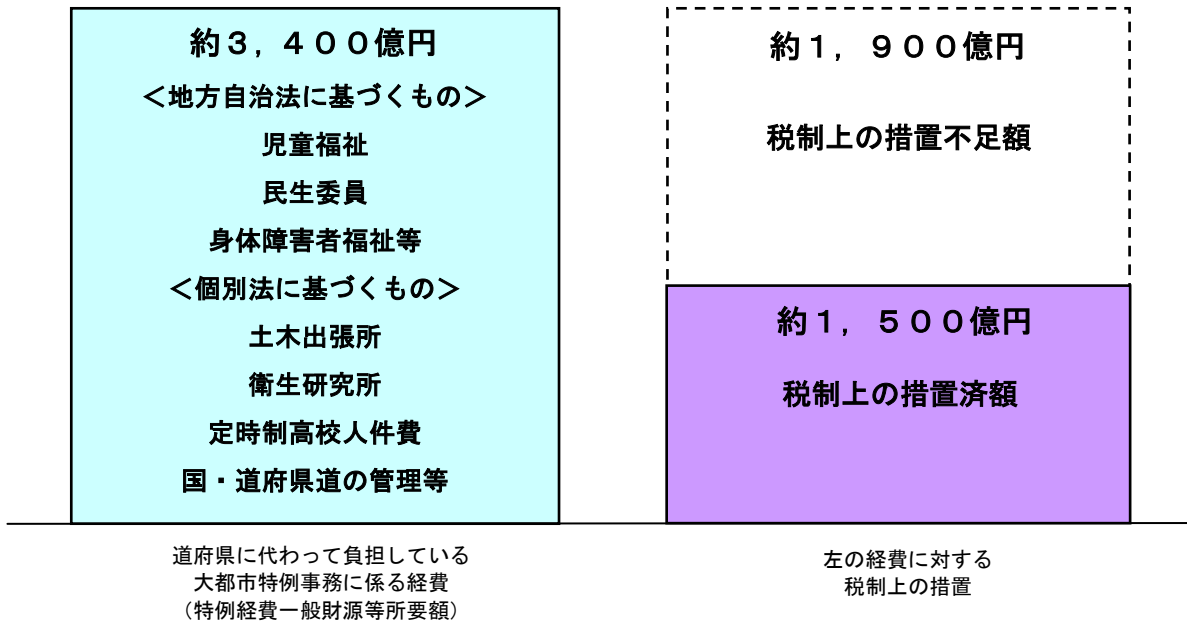 約３，４００億円
＜地方自治法に基づくもの＞
児童福祉
民生委員
身体障害者福祉等
＜個別法に基づくもの＞
土木出張所
衛生研究所
定時制高校人件費
国・道府県道の管理等
道府県に代わって負担している
大都市特例事務に係る経費
（特例経費一般財源等所要額）
約１，９００億円
税制上の措置不足額
約１，５００億円
税制上の措置済額
左の経費に対する
税制上の措置